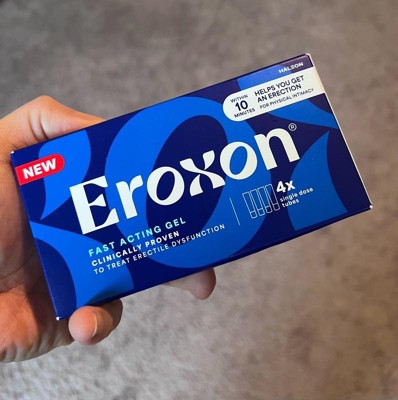 HALEON
WITHIN
10
MINUTES
HELPS YOU GET
AN ERECTION
FOR PHYSICAL INTIMACY
NEW
Eroxon®
FAST ACTING GEL
CLINICALLY PROVEN
TO TREAT ERECTILE DYSFUNCTION
4x
single dose
tubes